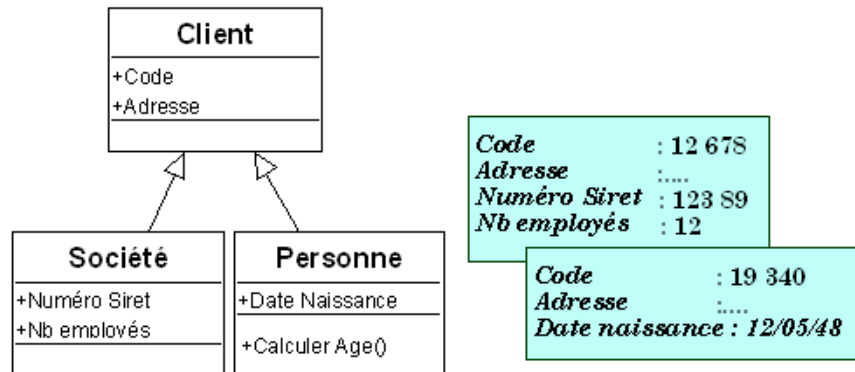 Client
+Code
+Adresse
Société
+Numéro Siret
+Nb employés
Personne
+Date Naissance
+Calculer Age()
Code : 12 678
Adresse :....
Numéro Siret : 123 89
Nb employés : 12
Code : 19 340
Adresse :....
Date naissance : 12/05/48